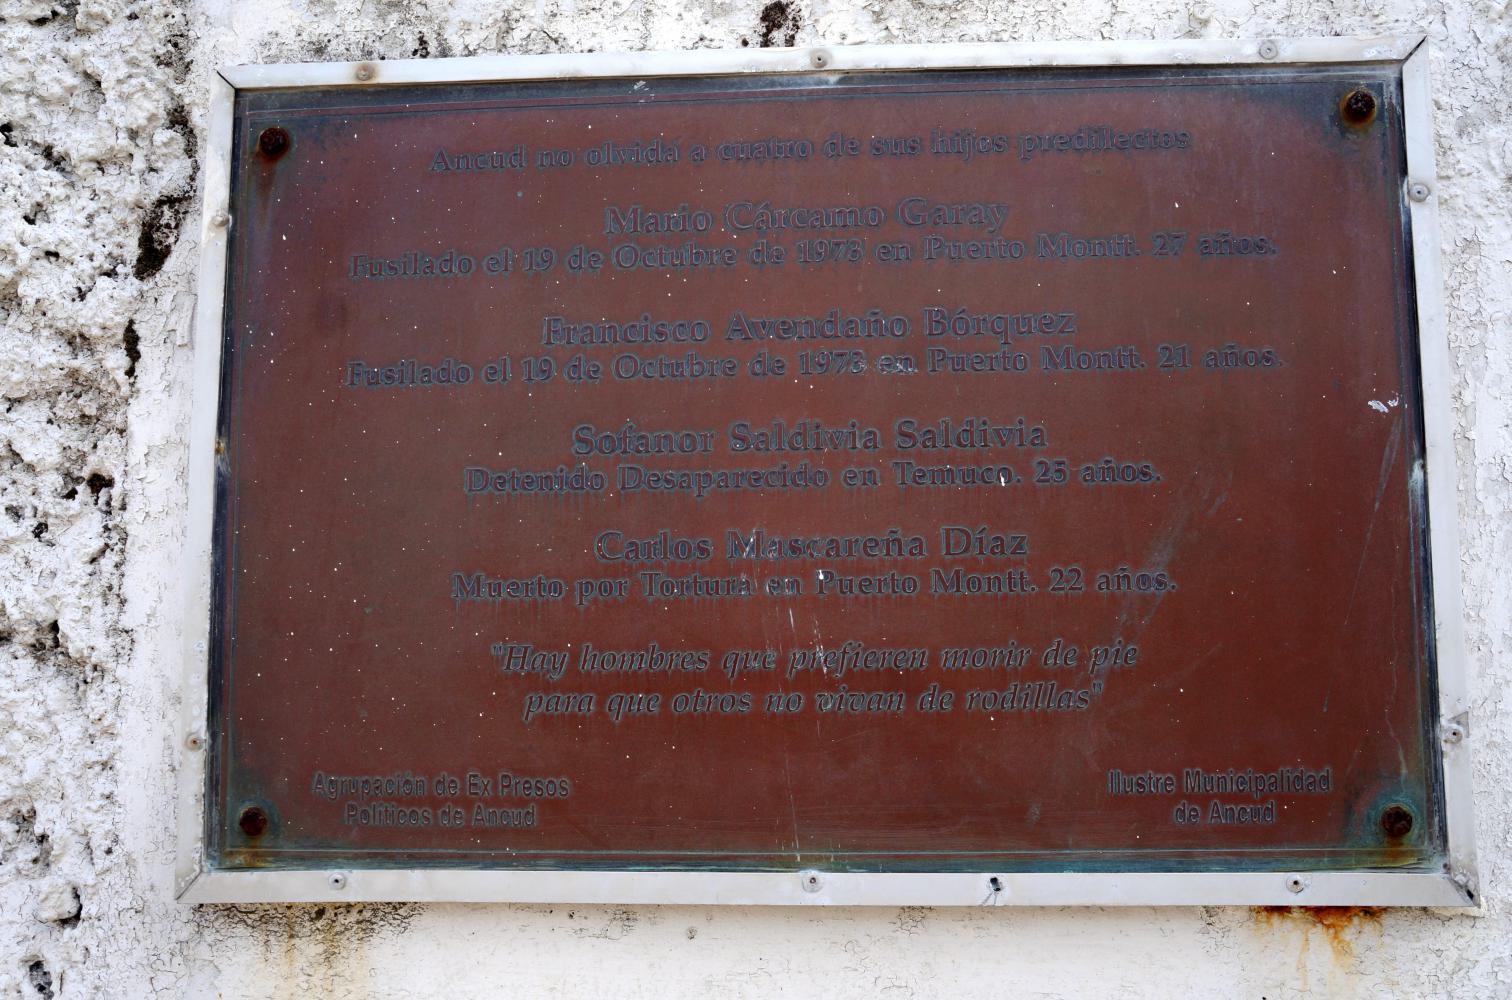 Ancud no olvida a cuatro de sus hijos predilectos
Mario Cárcamo Garay
Fusilado el 19 de Octubre de 1973 en Puerto Montt. 27 años.
Francisco Avendaño Bórquez
Fusilado el 19 de Octubre de 1973 en Puerto Montt. 21 años.
Sofanor Saldivia Saldivia
Detenido Desaparecido en Temuco. 25 años.
Carlos Mascareña Díaz
Muerto por Tortura en Puerto Montt. 22 años.
"Hay hombres que prefieren morir de pie
para que otros no vivan de rodillas"
Agrupación de Ex Presos
Políticos de Ancud
Ilustre Municipalidad
de Ancud